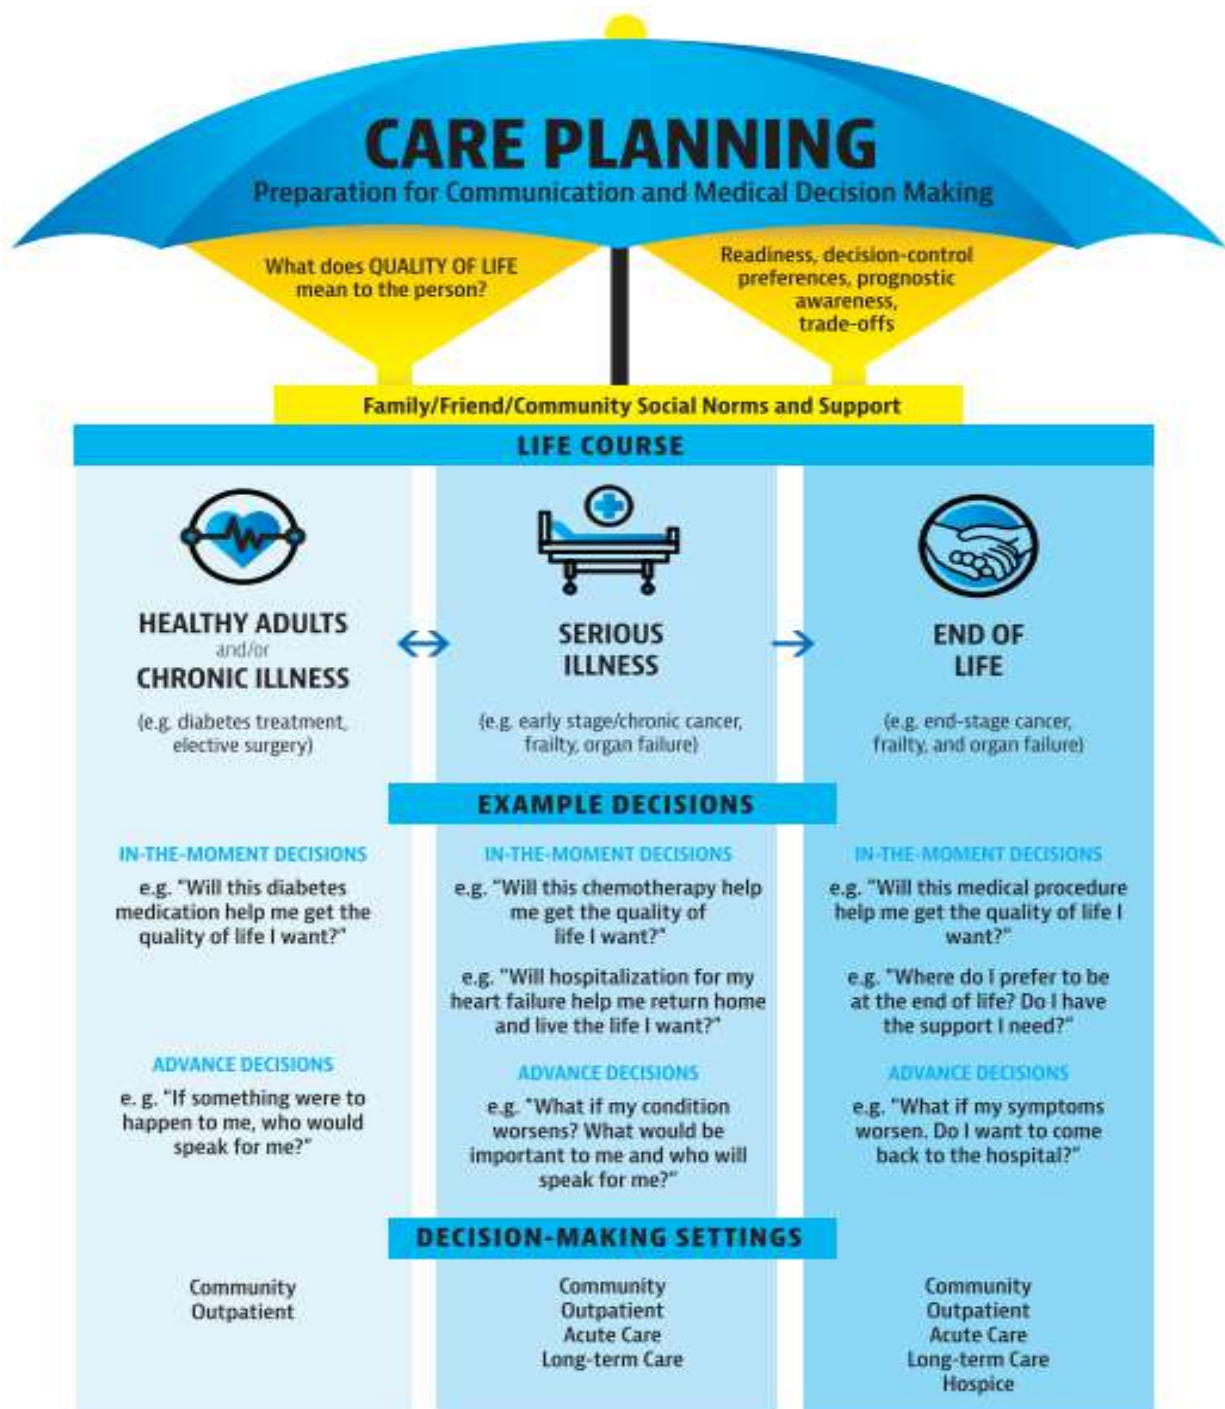 CARE PLANNING
Preparation for Communication and Medical Decision Making
What does QUALITY OF LIFE
mean to the person?
Readiness, decision-control
preferences, prognostic
awareness,
trade-offs
Family/Friend/Community Social Norms and Support
LIFE COURSE
HEALTHY ADULTS
and/or
CHRONIC ILLNESS
(e.g. diabetes treatment,
elective surgery)
SERIOUS
ILLNESS
(e.g. early stage/chronic cancer,
frailty, organ failure)
END OF
LIFE
(e.g. end-stage cancer,
frailty, and organ failure)
EXAMPLE DECISIONS
IN-THE-MOMENT DECISIONS
e.g. "Will this diabetes
medication help me get the
quality of life I want?"
ADVANCE DECISIONS
e. g. "If something were to
happen to me, who would
speak for me?"
IN-THE-MOMENT DECISIONS
e.g. "Will this chemotherapy help
me get the quality of
life I want?"
e.g. "Will hospitalization for my
heart failure help me return home
and live the life I want?"
ADVANCE DECISIONS
e.g. "What if my condition
worsens? What would be
important to me and who will
speak for me?"
IN-THE-MOMENT DECISIONS
e.g. "Will this medical procedure
help me get the quality of life I
want?"
e.g. "Where do I prefer to be
at the end of life? Do I have
the support I need?"
ADVANCE DECISIONS
e.g. "What if my symptoms
worsen. Do I want to come
back to the hospital?"
DECISION-MAKING SETTINGS
Community
Outpatient
Community
Outpatient
Acute Care
Long-term Care
Community
Outpatient
Acute Care
Long-term Care
Hospice